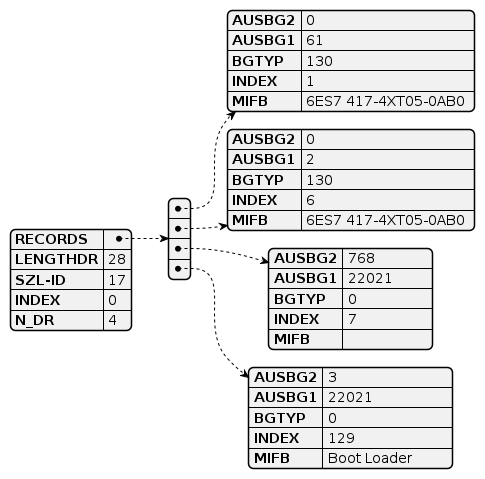 AUSBG2 0
AUSBG1 61
BGTYP 130
INDEX 1
MIFB 6ES7 417-4XT05-0AB0
AUSBG2 0
AUSBG1 2
BGTYP 130
INDEX 6
MIFB 6ES7 417-4XT05-0AB0
RECORDS
LENGTHDR 28
SZL-ID 17
INDEX 0
N_DR 4
AUSBG2 768
AUSBG1 22021
BGTYP 0
INDEX 7
MIFB
AUSBG2 3
AUSBG1 22021
BGTYP 0
INDEX 129
MIFB Boot Loader